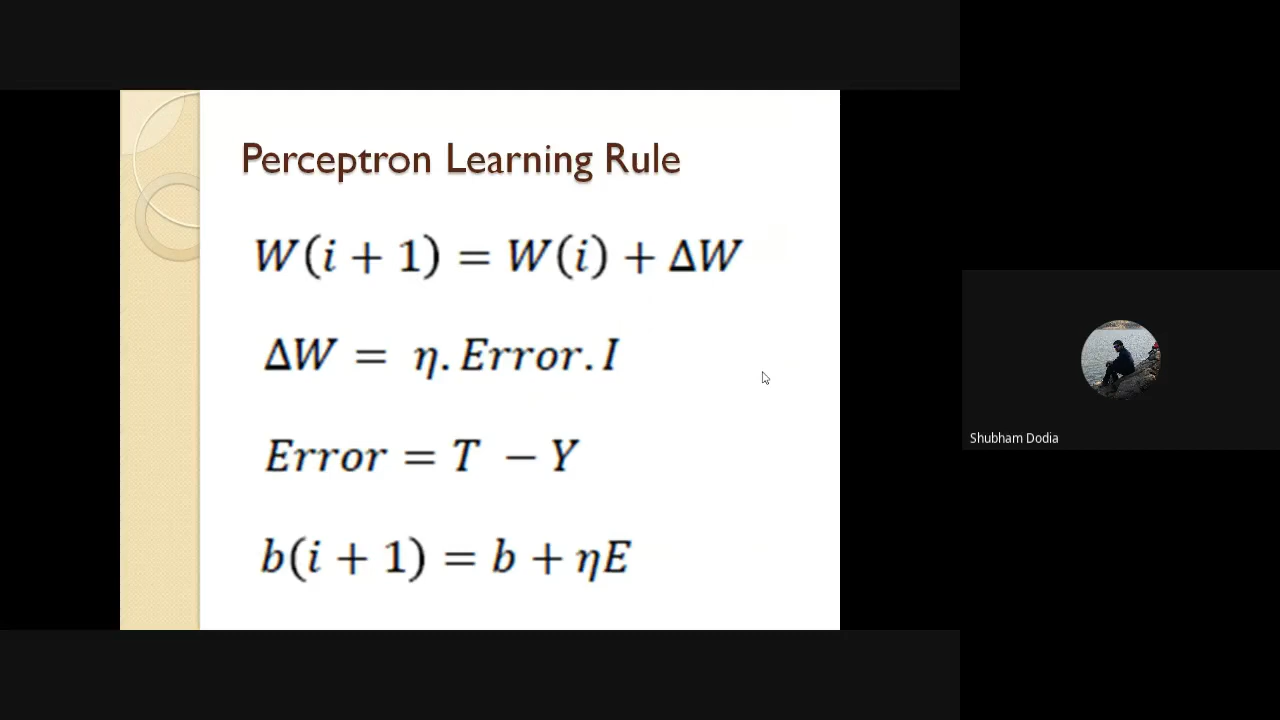 Perceptron Learning Rule
W(i + 1) = W(i) + ΔW
ΔW = η. Error. I
Error = T − Y
b(i + 1) = b + ηE
Shubham Dodia